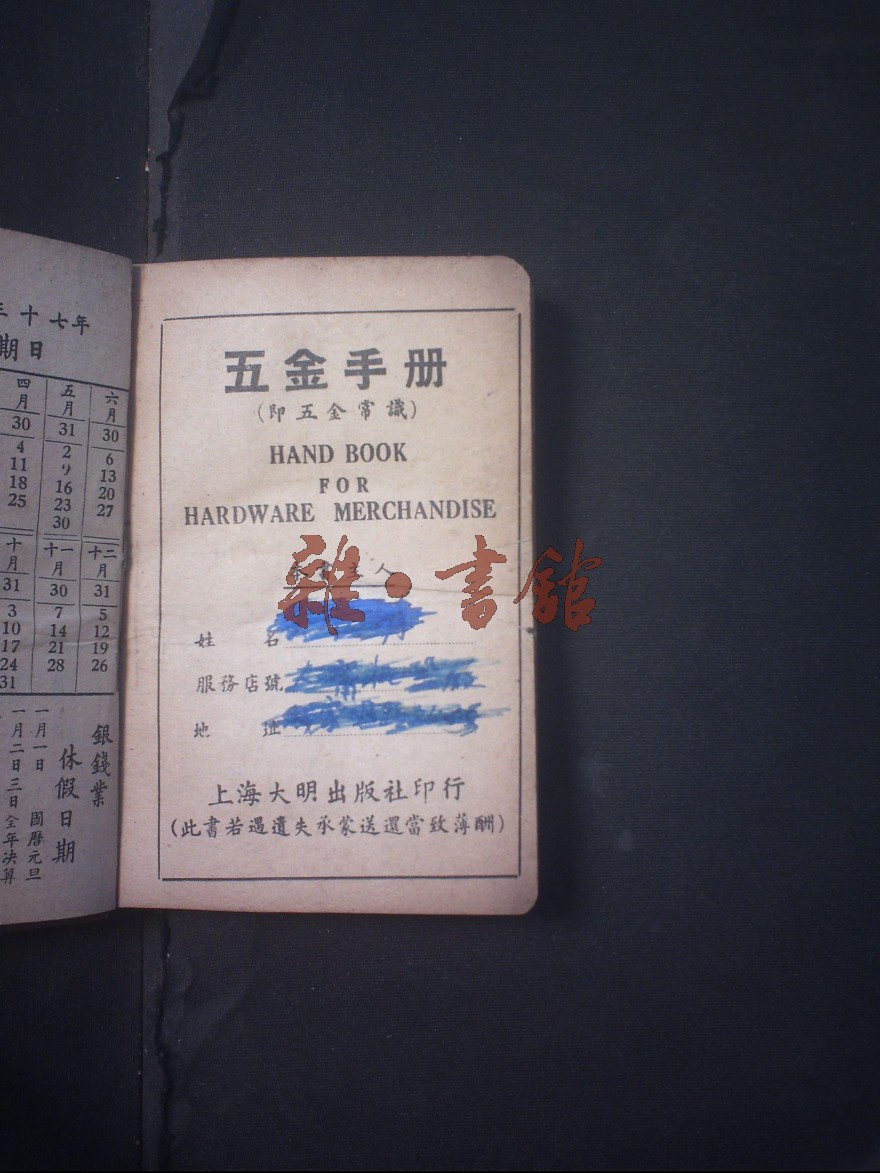 十七年
期日
四月 五月 六月
30 31 30
4 2 6
11 9 13
18 16 20
25 23 27
30
十月 十一月 十二月
31 30 31
3 7 5
10 14 12
17 21 19
24 28 26
31
銀錢業
休假日期
一月一日 國曆元旦
一月二日三日全年決算
五金手册
(即五金常識)
HAND BOOK
FOR
HARDWARE MERCHANDISE
主人
雜·書館
姓名
服務店號
地址
上海大明出版社印行
(此書若遇遺失承蒙送還當致薄酬)